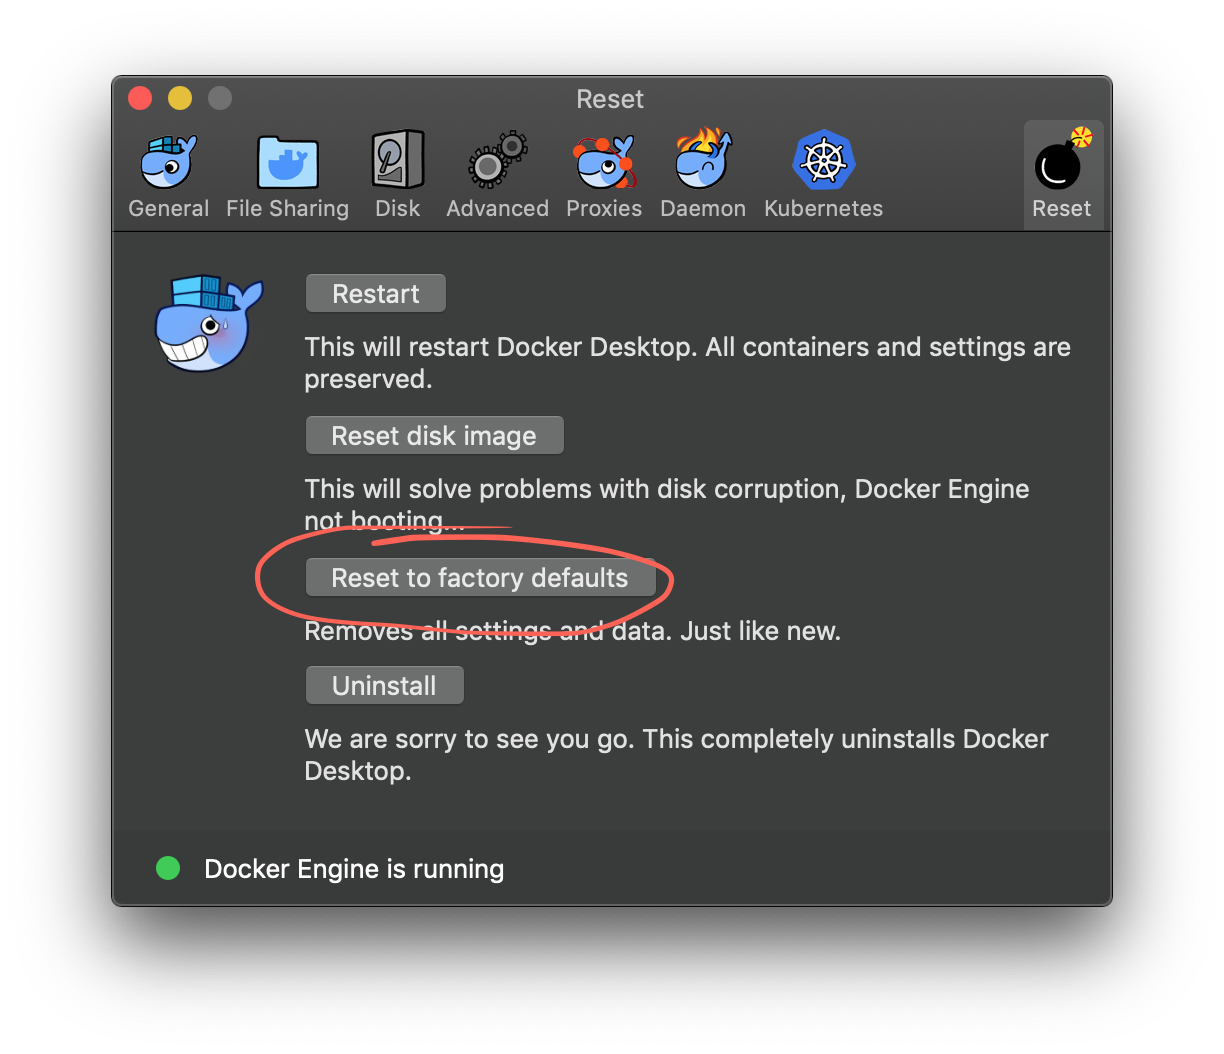 Reset
General File Sharing Disk Advanced Proxies Daemon Kubernetes Reset
Restart
This will restart Docker Desktop. All containers and settings are
preserved.
Reset disk image
This will solve problems with disk corruption, Docker Engine
not booting...
Reset to factory defaults
Removes all settings and data. Just like new.
Uninstall
We are sorry to see you go. This completely uninstalls Docker
Desktop.
Docker Engine is running